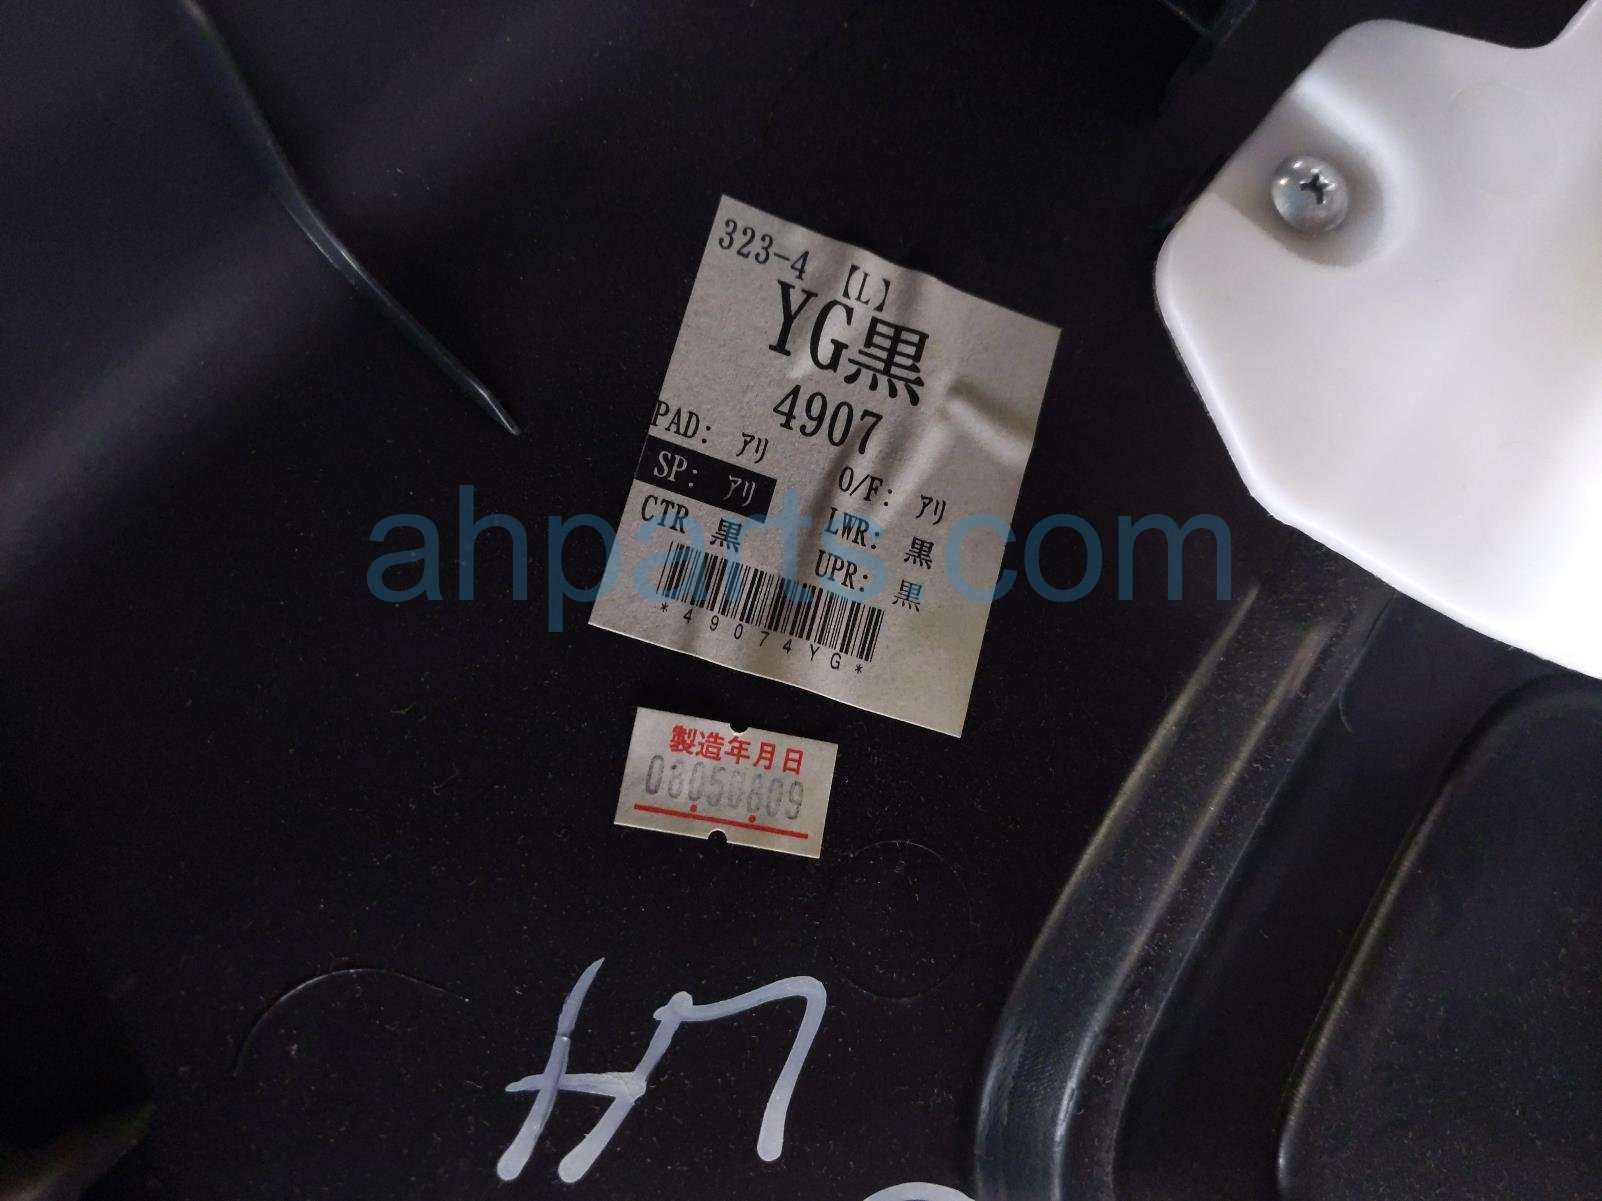 323-4 【L】
YG黒
4907
PAD: アリ O/F: アリ
SP: アリ LWR: 黒
CTR 黒 UPR: 黒
*49074YG*
製造年月日
08050809
LH
ahparts.com